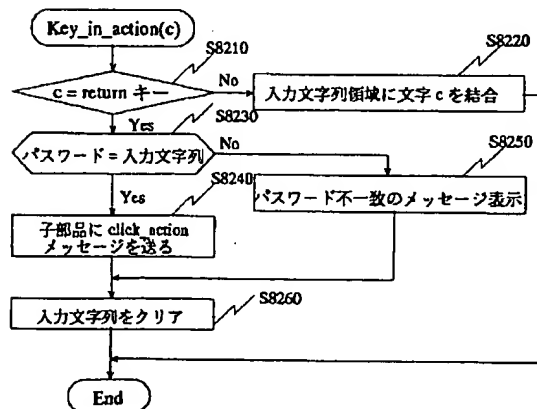 Key_in_action(c)
S8210
c = return キー
No
S8220
入力文字列領域に文字 c を結合
Yes
S8230
パスワード = 入力文字列
No
S8250
パスワード不一致のメッセージ表示
Yes
S8240
子部品に click_action
メッセージを送る
S8260
入力文字列をクリア
End